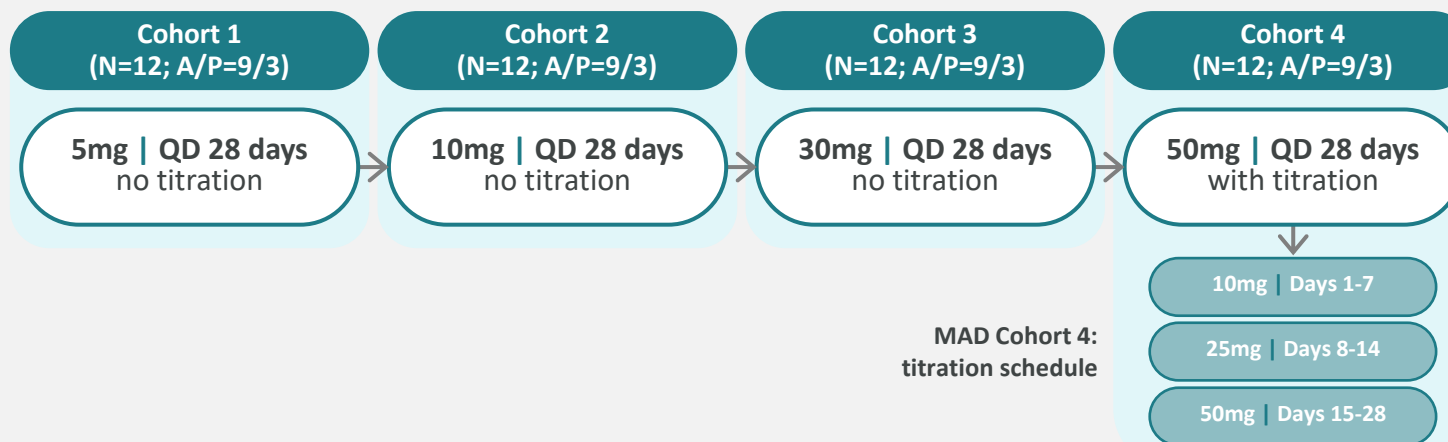 Cohort 1
(N=12; A/P=9/3)
5mg | QD 28 days
no titration
Cohort 2
(N=12; A/P=9/3)
10mg | QD 28 days
no titration
Cohort 3
(N=12; A/P=9/3)
30mg | QD 28 days
no titration
Cohort 4
(N=12; A/P=9/3)
50mg | QD 28 days
with titration
MAD Cohort 4:
titration schedule
10mg | Days 1-7
25mg | Days 8-14
50mg | Days 15-28